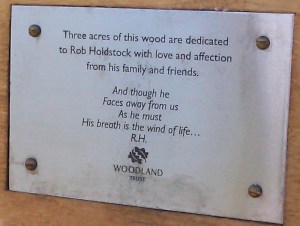 Three acres of this wood are dedicated
to Rob Holdstock with love and affection
from his family and friends.
And though he
Faces away from us
As he must
His breath is the wind of life...
R.H.
WOODLAND
TRUST